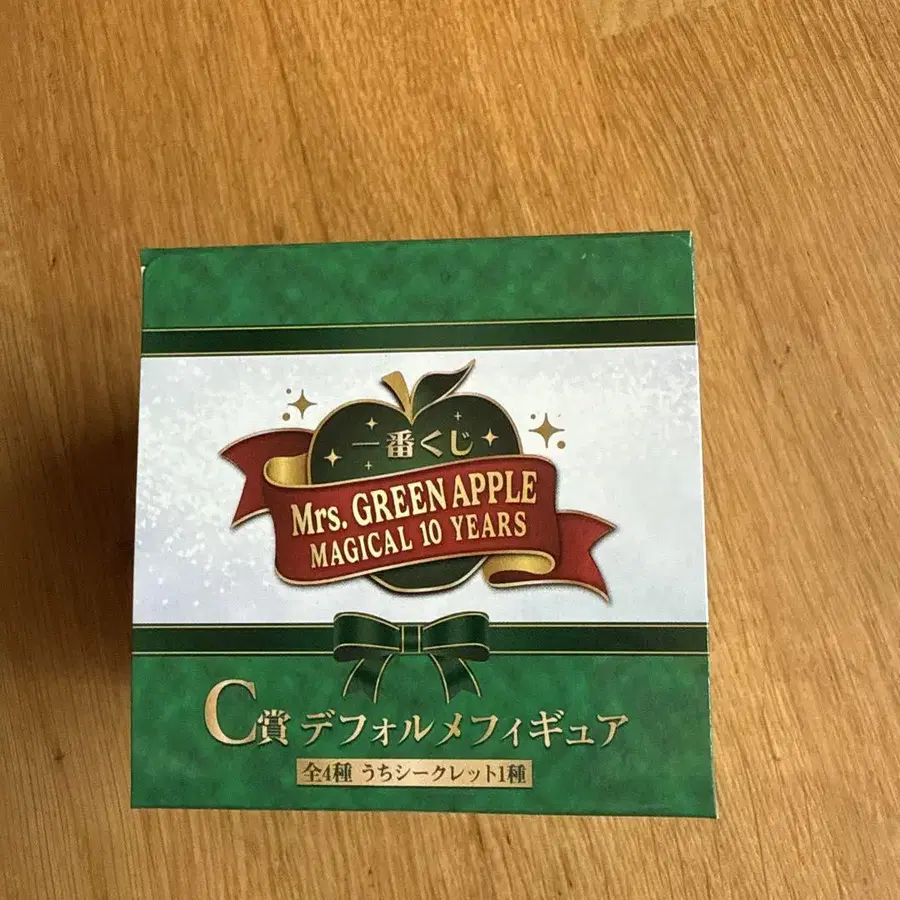 一番くじ
Mrs. GREEN APPLE
MAGICAL 10 YEARS
C賞 デフォルメフィギュア
全4種 うちシークレット1種